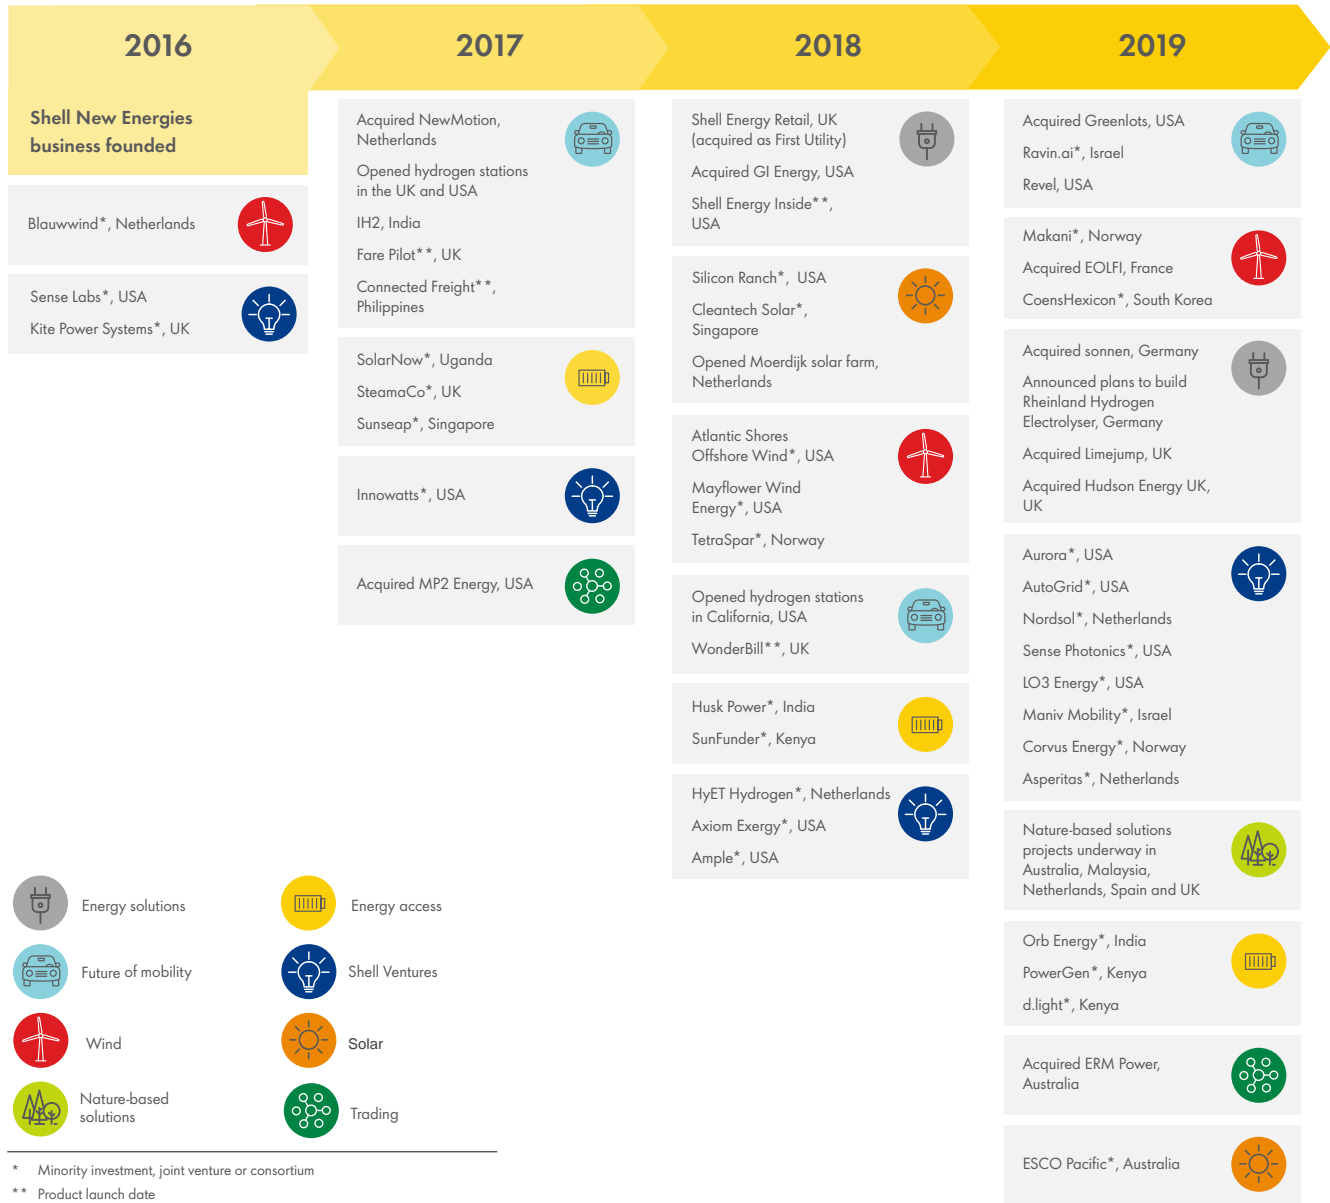 2016
2017
2018
2019
Shell New Energies
business founded
Blauwwind*, Netherlands
Sense Labs*, USA
Kite Power Systems*, UK
Acquired NewMotion,
Netherlands
Opened hydrogen stations
in the UK and USA
IH2, India
Fare Pilot**, UK
Connected Freight**,
Philippines
SolarNow*, Uganda
SteamaCo*, UK
Sunseap*, Singapore
Innowatts*, USA
Acquired MP2 Energy, USA
Shell Energy Retail, UK
(acquired as First Utility)
Acquired GI Energy, USA
Shell Energy Inside**,
USA
Silicon Ranch*, USA
Cleantech Solar*,
Singapore
Opened Moerdijk solar farm,
Netherlands
Atlantic Shores
Offshore Wind*, USA
Mayflower Wind
Energy*, USA
TetraSpar*, Norway
Opened hydrogen stations
in California, USA
WonderBill**, UK
Husk Power*, India
SunFunder*, Kenya
HyET Hydrogen*, Netherlands
Axiom Exergy*, USA
Ample*, USA
Acquired Greenlots, USA
Ravin.ai*, Israel
Revel, USA
Makani*, Norway
Acquired EOLFI, France
CoensHexicon*, South Korea
Acquired sonnen, Germany
Announced plans to build
Rheinland Hydrogen
Electrolyser, Germany
Acquired Limejump, UK
Acquired Hudson Energy UK,
UK
Aurora*, USA
AutoGrid*, USA
Nordsol*, Netherlands
Sense Photonics*, USA
LO3 Energy*, USA
Maniv Mobility*, Israel
Corvus Energy*, Norway
Asperitas*, Netherlands
Nature-based solutions
projects underway in
Australia, Malaysia,
Netherlands, Spain and UK
Orb Energy*, India
PowerGen*, Kenya
d.light*, Kenya
Acquired ERM Power,
Australia
ESCO Pacific*, Australia
Energy solutions
Energy access
Future of mobility
Shell Ventures
Wind
Solar
Nature-based
solutions
Trading
* Minority investment, joint venture or consortium
** Product launch date